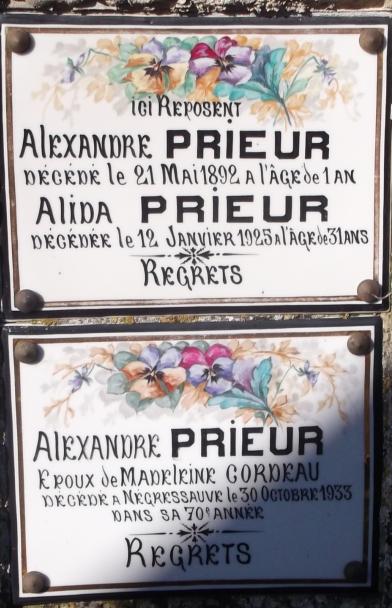 ici Reposent
Alexandre PRIEUR
décédé le 21 Mai 1892 a l'âge de 1 an
Alida PRIEUR
décédée le 12 Janvier 1925 a l'âge de 31 ans
Regrets
Alexandre PRIEUR
Epoux de Madeleine CORDEAU
décédé a Négressauve le 30 Octobre 1933
dans sa 70e année
Regrets